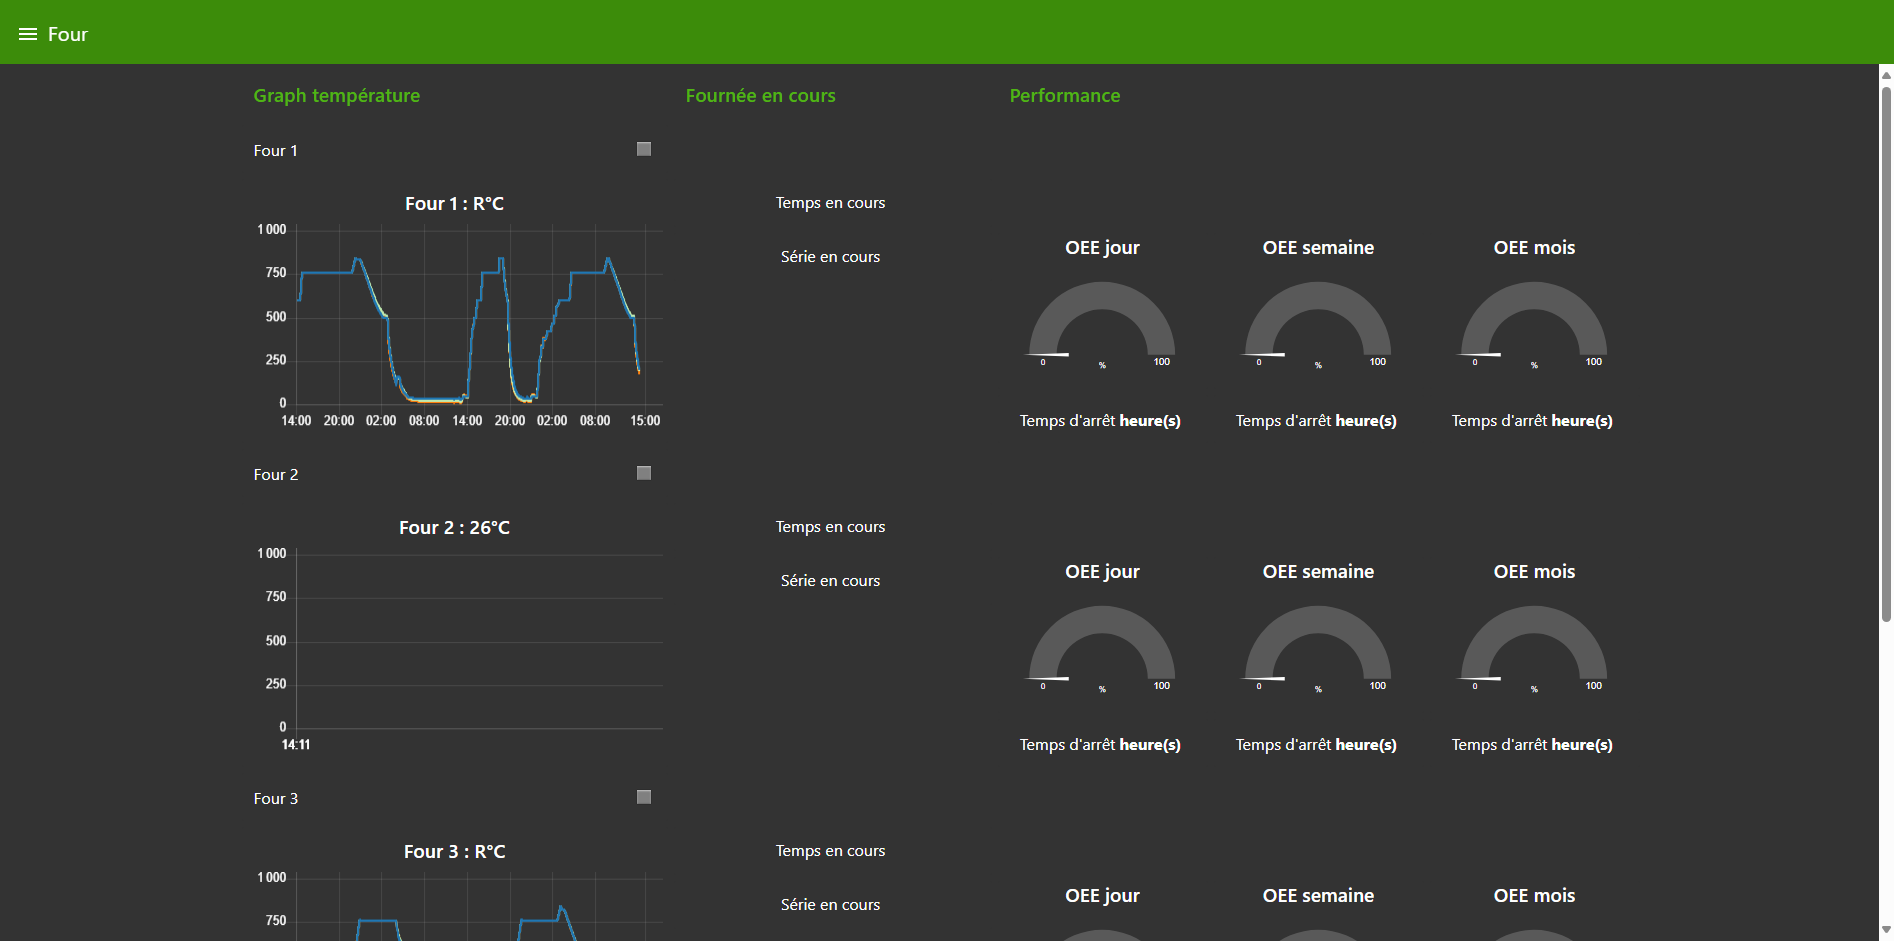 Four
Graph température
Fournée en cours
Performance
Four 1
Four 1 : R°C
1 000
750
500
250
0
14:00 20:00 02:00 08:00 14:00 20:00 02:00 08:00 15:00
Temps en cours
Série en cours
OEE jour
0 % 100
Temps d'arrêt heure(s)
OEE semaine
0 % 100
Temps d'arrêt heure(s)
OEE mois
0 % 100
Temps d'arrêt heure(s)
Four 2
Four 2 : 26°C
1 000
750
500
250
0
14:11
Temps en cours
Série en cours
OEE jour
0 % 100
Temps d'arrêt heure(s)
OEE semaine
0 % 100
Temps d'arrêt heure(s)
OEE mois
0 % 100
Temps d'arrêt heure(s)
Four 3
Four 3 : R°C
1 000
750
Temps en cours
Série en cours
OEE jour
OEE semaine
OEE mois